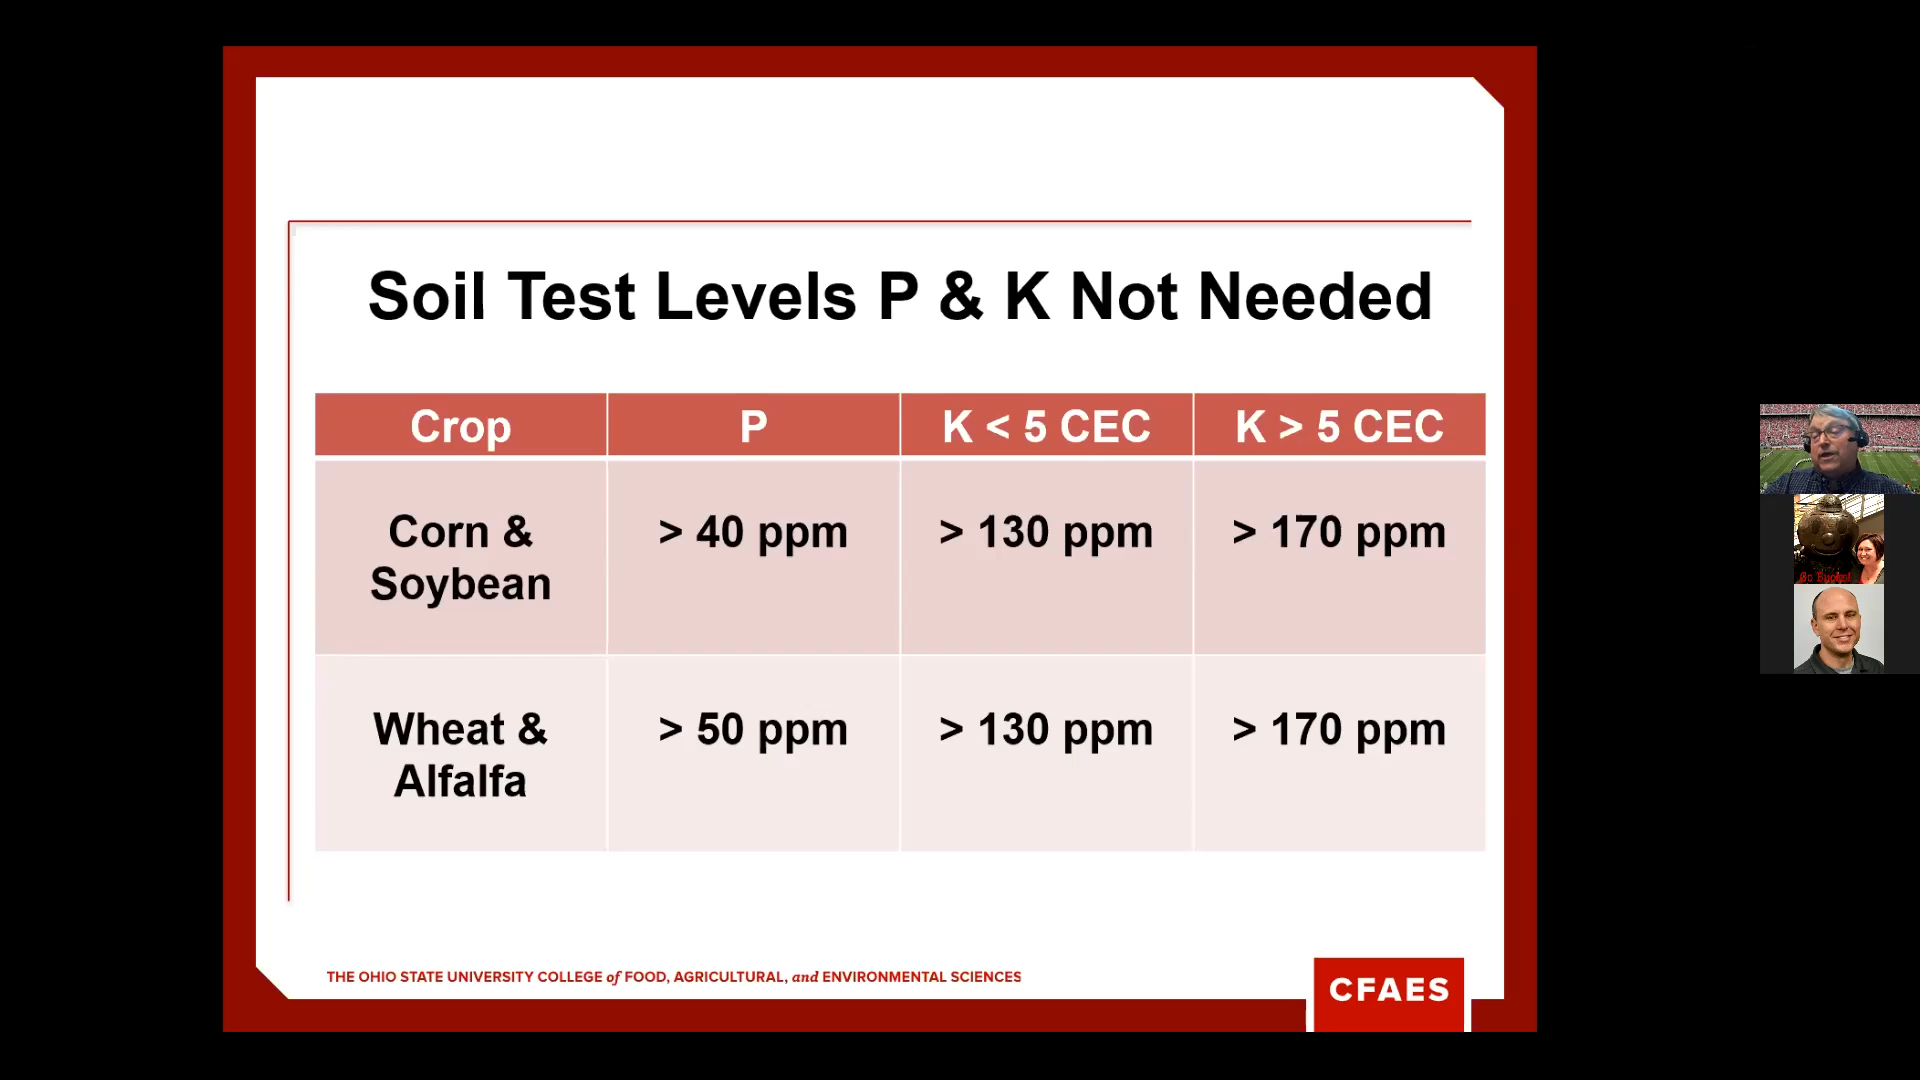 Soil Test Levels P & K Not Needed
Crop P K < 5 CEC K > 5 CEC
Corn &
Soybean
> 40 ppm > 130 ppm > 170 ppm
Wheat &
Alfalfa
> 50 ppm > 130 ppm > 170 ppm
THE OHIO STATE UNIVERSITY COLLEGE of FOOD, AGRICULTURAL, and ENVIRONMENTAL SCIENCES
CFAES
Go Bucks!